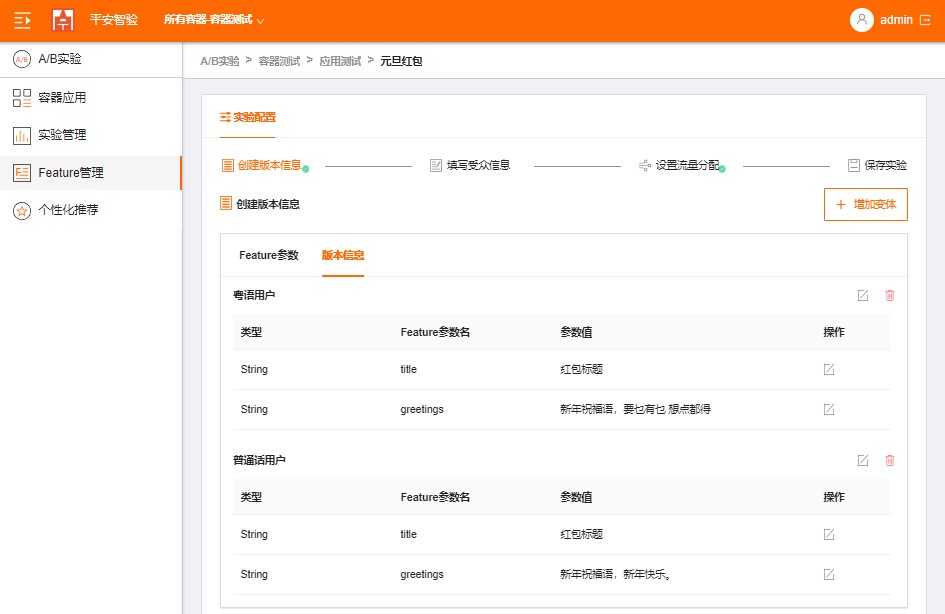 平安智验 所有容器-容器测试 admin
A/B实验
容器应用
实验管理
Feature管理
个性化推荐
A/B实验 > 容器测试 > 应用测试 > 元旦红包
实验配置
创建版本信息 填写受众信息 设置流量分配 保存实验
创建版本信息 + 增加变体
Feature参数 版本信息
粤语用户
类型 Feature参数名 参数值 操作
String title 红包标题
String greetings 新年祝福语，要乜有乜 想点都得
普通话用户
类型 Feature参数名 参数值 操作
String title 红包标题
String greetings 新年祝福语，新年快乐。